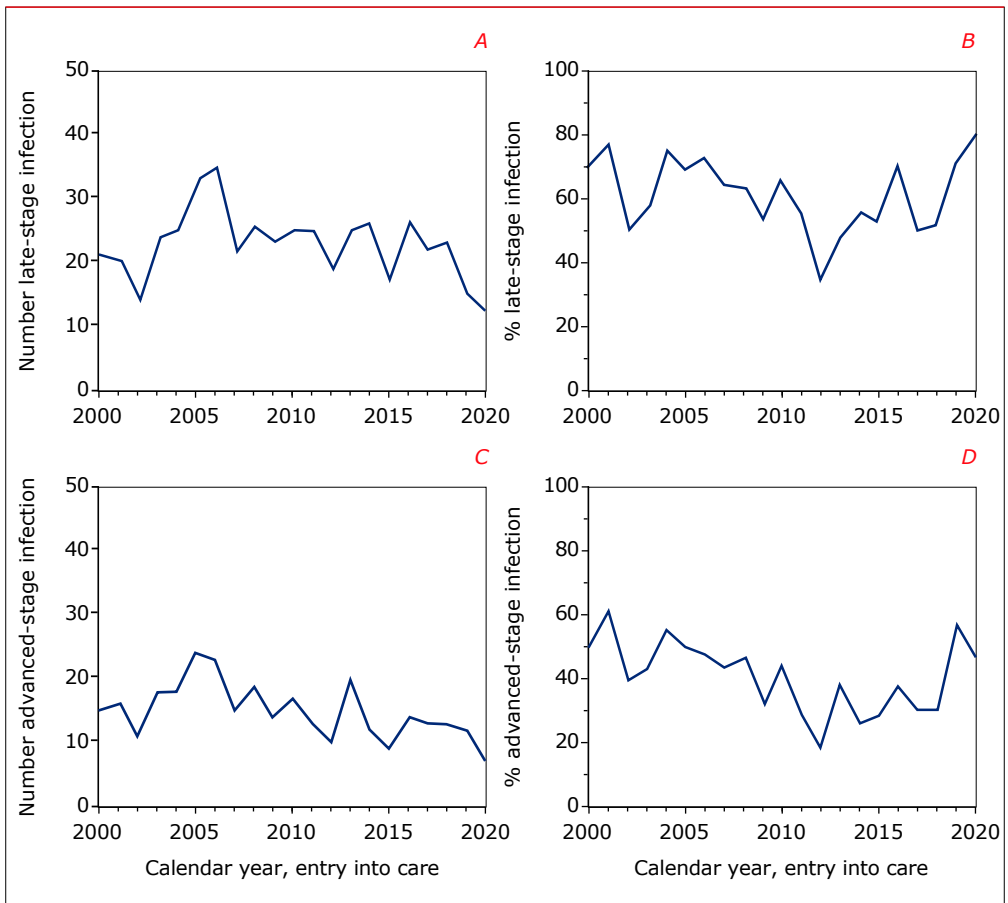 A
Number late-stage infection
50
40
30
20
10
0
2000 2005 2010 2015 2020
B
% late-stage infection
100
80
60
40
20
0
2000 2005 2010 2015 2020
C
Number advanced-stage infection
50
40
30
20
10
0
2000 2005 2010 2015 2020
Calendar year, entry into care
D
% advanced-stage infection
100
80
60
40
20
0
2000 2005 2010 2015 2020
Calendar year, entry into care